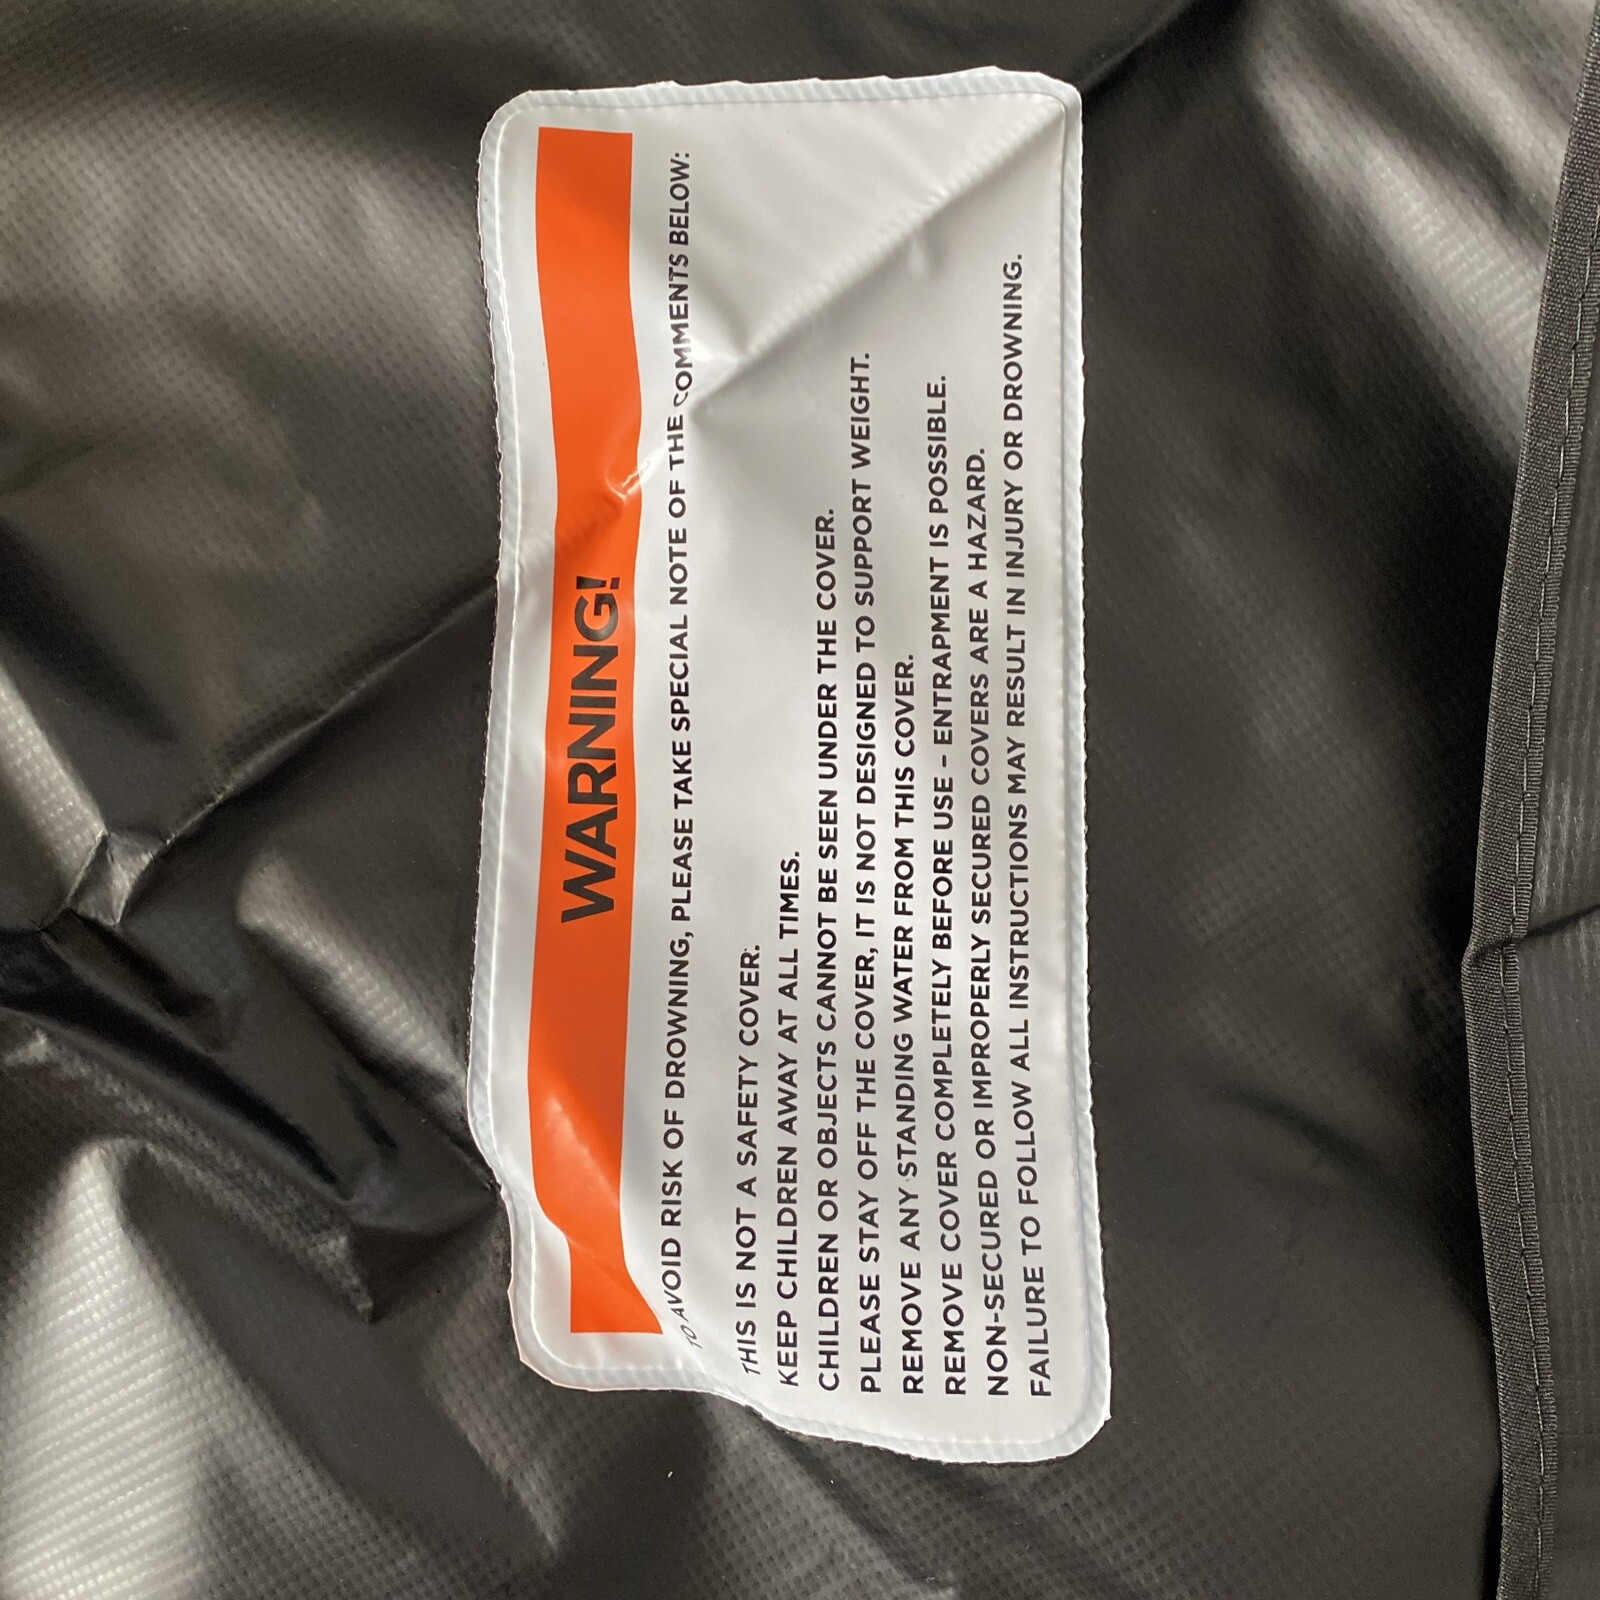 WARNING!
TO AVOID RISK OF DROWNING, PLEASE TAKE SPECIAL NOTE OF THE COMMENTS BELOW:
THIS IS NOT A SAFETY COVER.
KEEP CHILDREN AWAY AT ALL TIMES.
CHILDREN OR OBJECTS CANNOT BE SEEN UNDER THE COVER.
PLEASE STAY OFF THE COVER, IT IS NOT DESIGNED TO SUPPORT WEIGHT.
REMOVE ANY STANDING WATER FROM THIS COVER.
REMOVE COVER COMPLETELY BEFORE USE - ENTRAPMENT IS POSSIBLE.
NON-SECURED OR IMPROPERLY SECURED COVERS ARE A HAZARD.
FAILURE TO FOLLOW ALL INSTRUCTIONS MAY RESULT IN INJURY OR DROWNING.